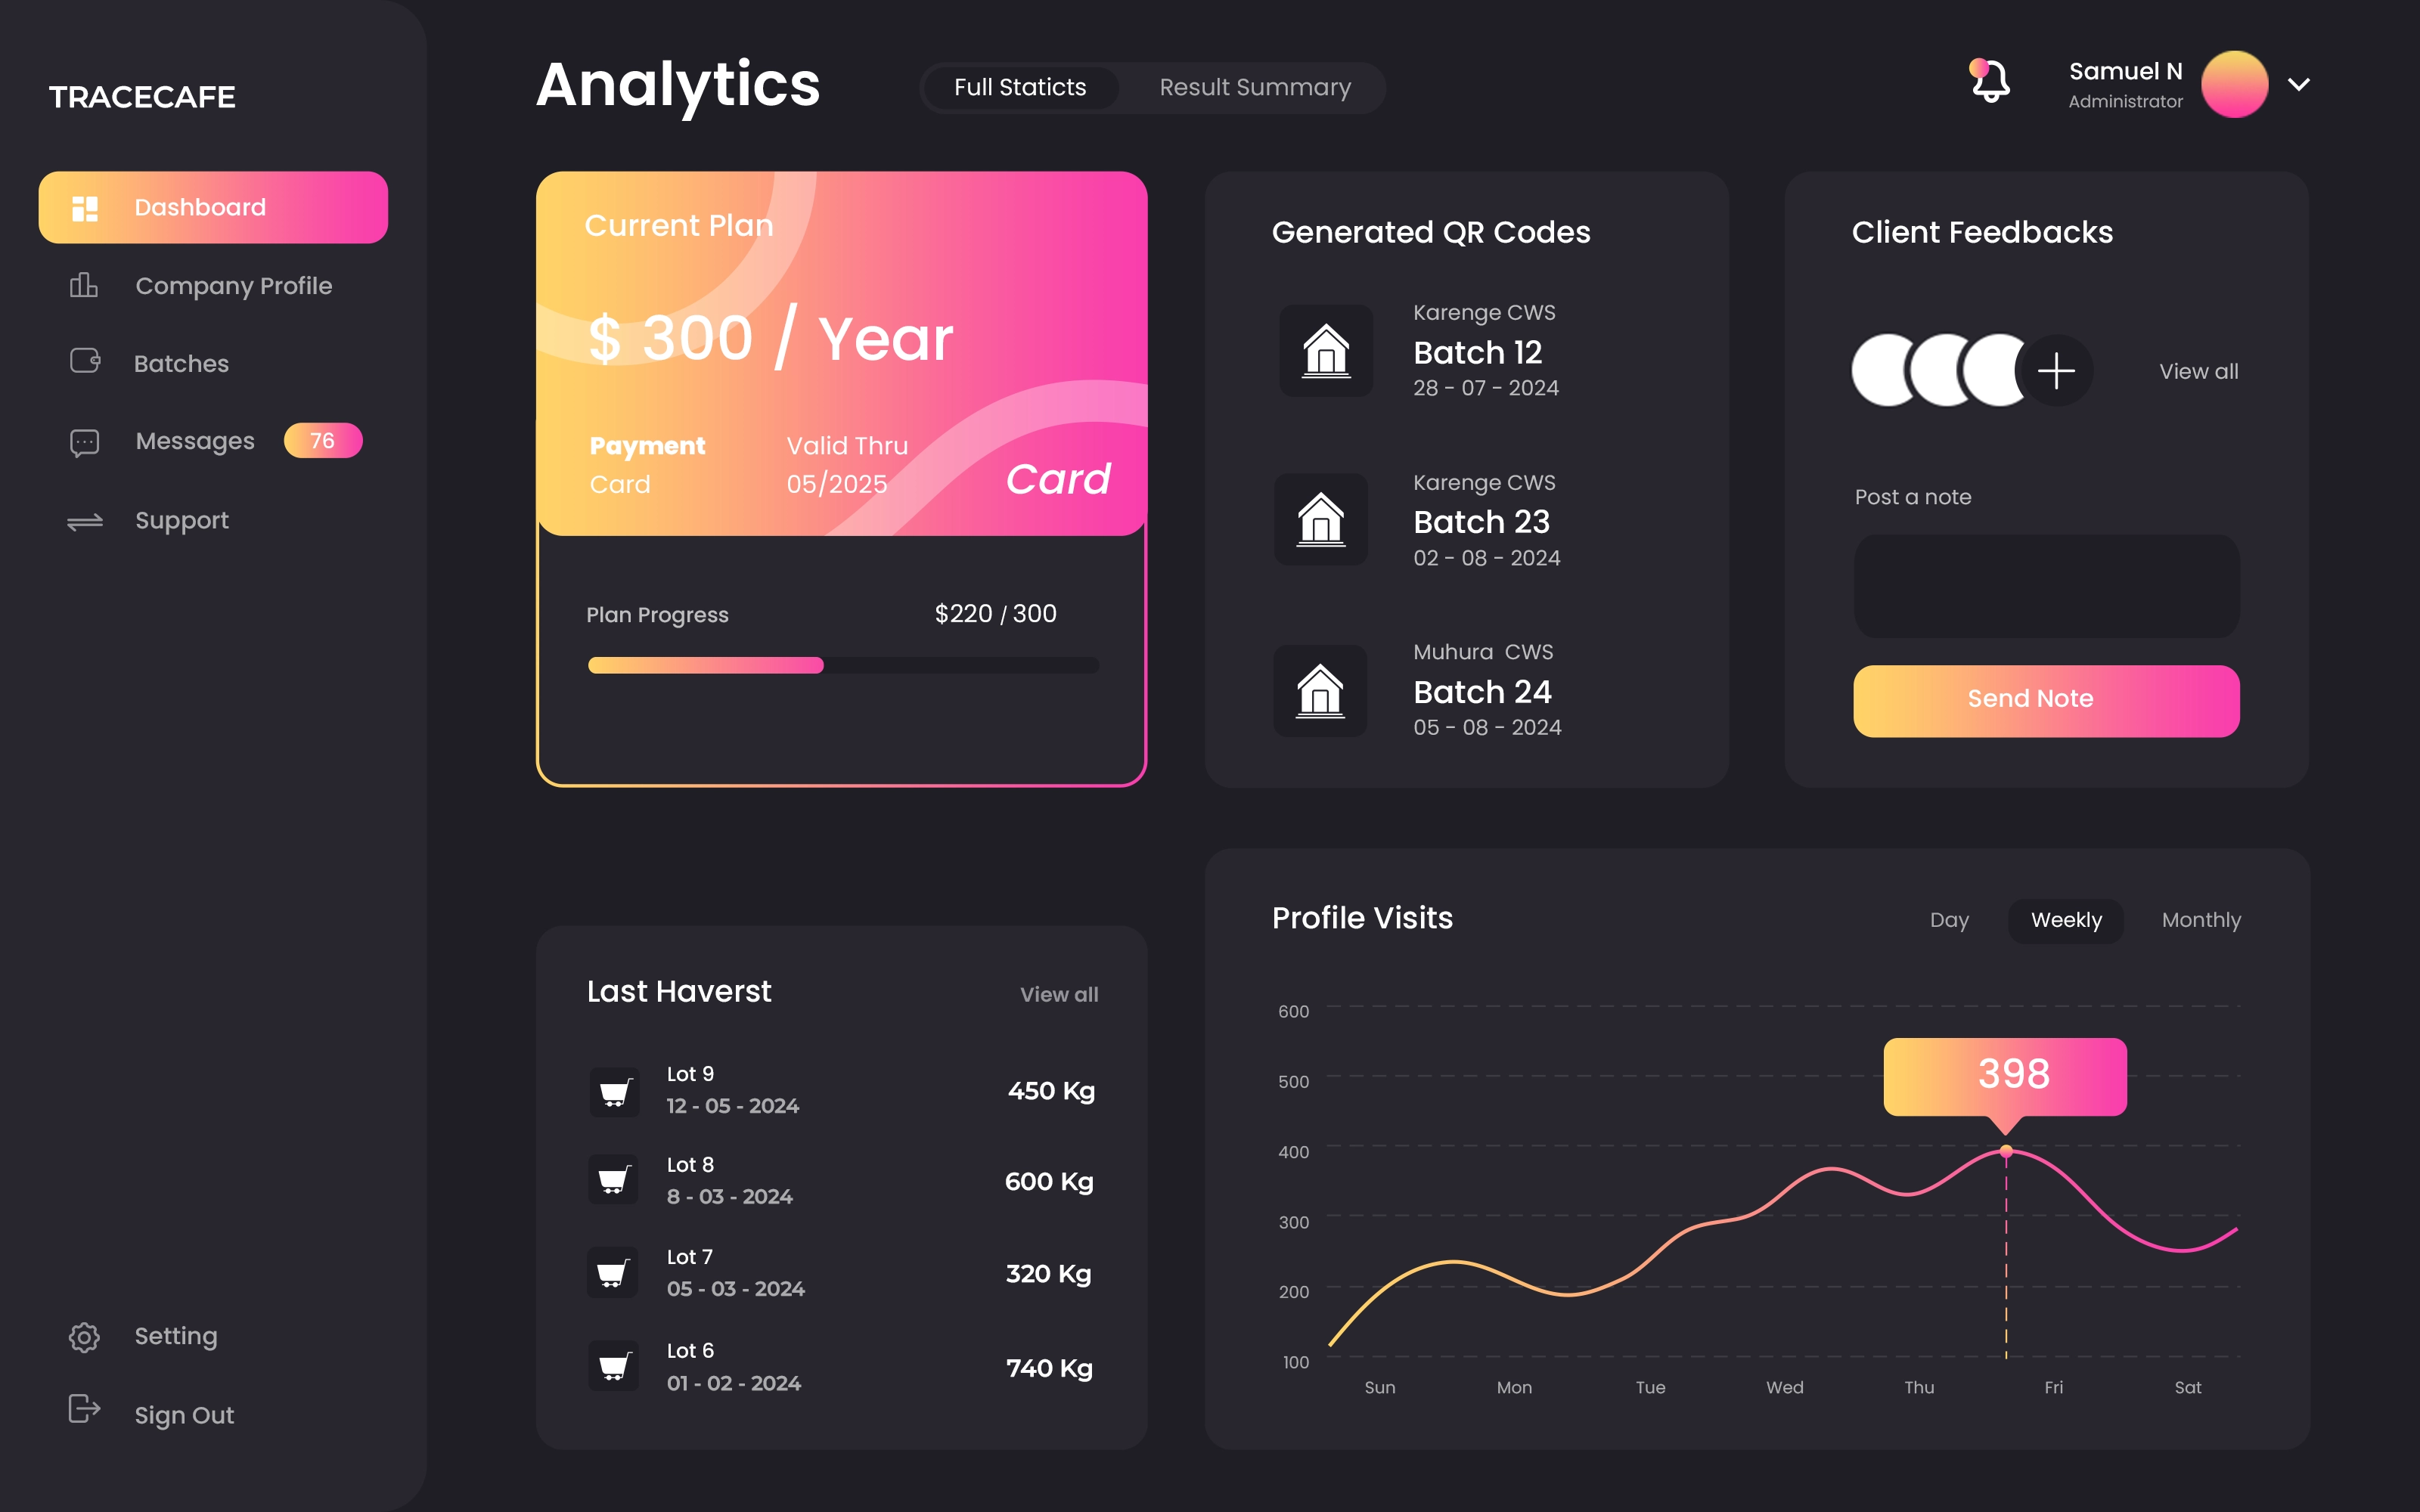 TRACECAFE
Dashboard
Company Profile
Batches
Messages 76
Support
Setting
Sign Out
Analytics
Full Staticts Result Summary
Samuel N
Administrator
Current Plan
$ 300 / Year
Payment Valid Thru
Card 05/2025
Card
Plan Progress $220 / 300
Generated QR Codes
Karenge CWS
Batch 12
28 - 07 - 2024
Karenge CWS
Batch 23
02 - 08 - 2024
Muhura CWS
Batch 24
05 - 08 - 2024
Client Feedbacks
View all
Post a note
Send Note
Last Haverst View all
Lot 9
12 - 05 - 2024
450 Kg
Lot 8
8 - 03 - 2024
600 Kg
Lot 7
05 - 03 - 2024
320 Kg
Lot 6
01 - 02 - 2024
740 Kg
Profile Visits
Day Weekly Monthly
600
500
398
400
300
200
100
Sun Mon Tue Wed Thu Fri Sat